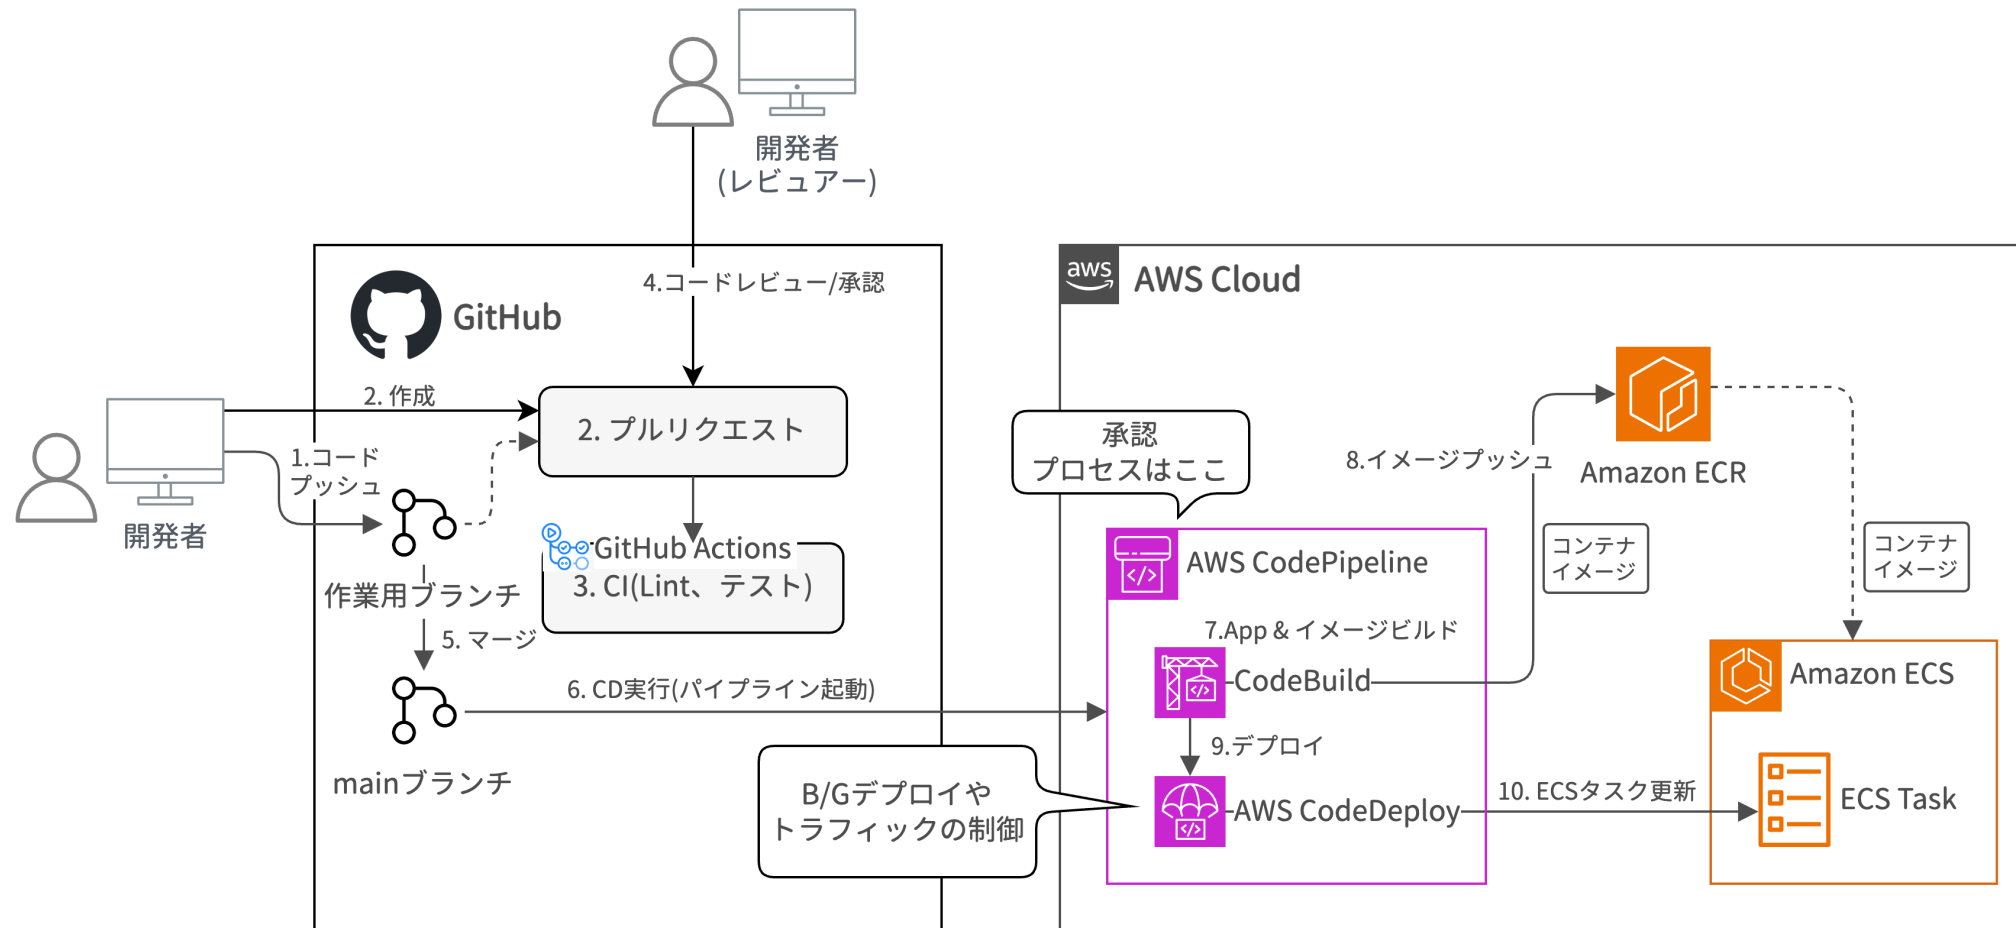 開発者
(レビュアー)
4.コードレビュー/承認
GitHub
2. 作成
2. プルリクエスト
1.コード
プッシュ
開発者
作業用ブランチ
GitHub Actions
3. CI(Lint、テスト)
5. マージ
mainブランチ
6. CD実行(パイプライン起動)
B/Gデプロイや
トラフィックの制御
aws
AWS Cloud
承認
プロセスはここ
AWS CodePipeline
7.App & イメージビルド
CodeBuild
9.デプロイ
AWS CodeDeploy
8.イメージプッシュ
Amazon ECR
コンテナ
イメージ
コンテナ
イメージ
10. ECSタスク更新
Amazon ECS
ECS Task